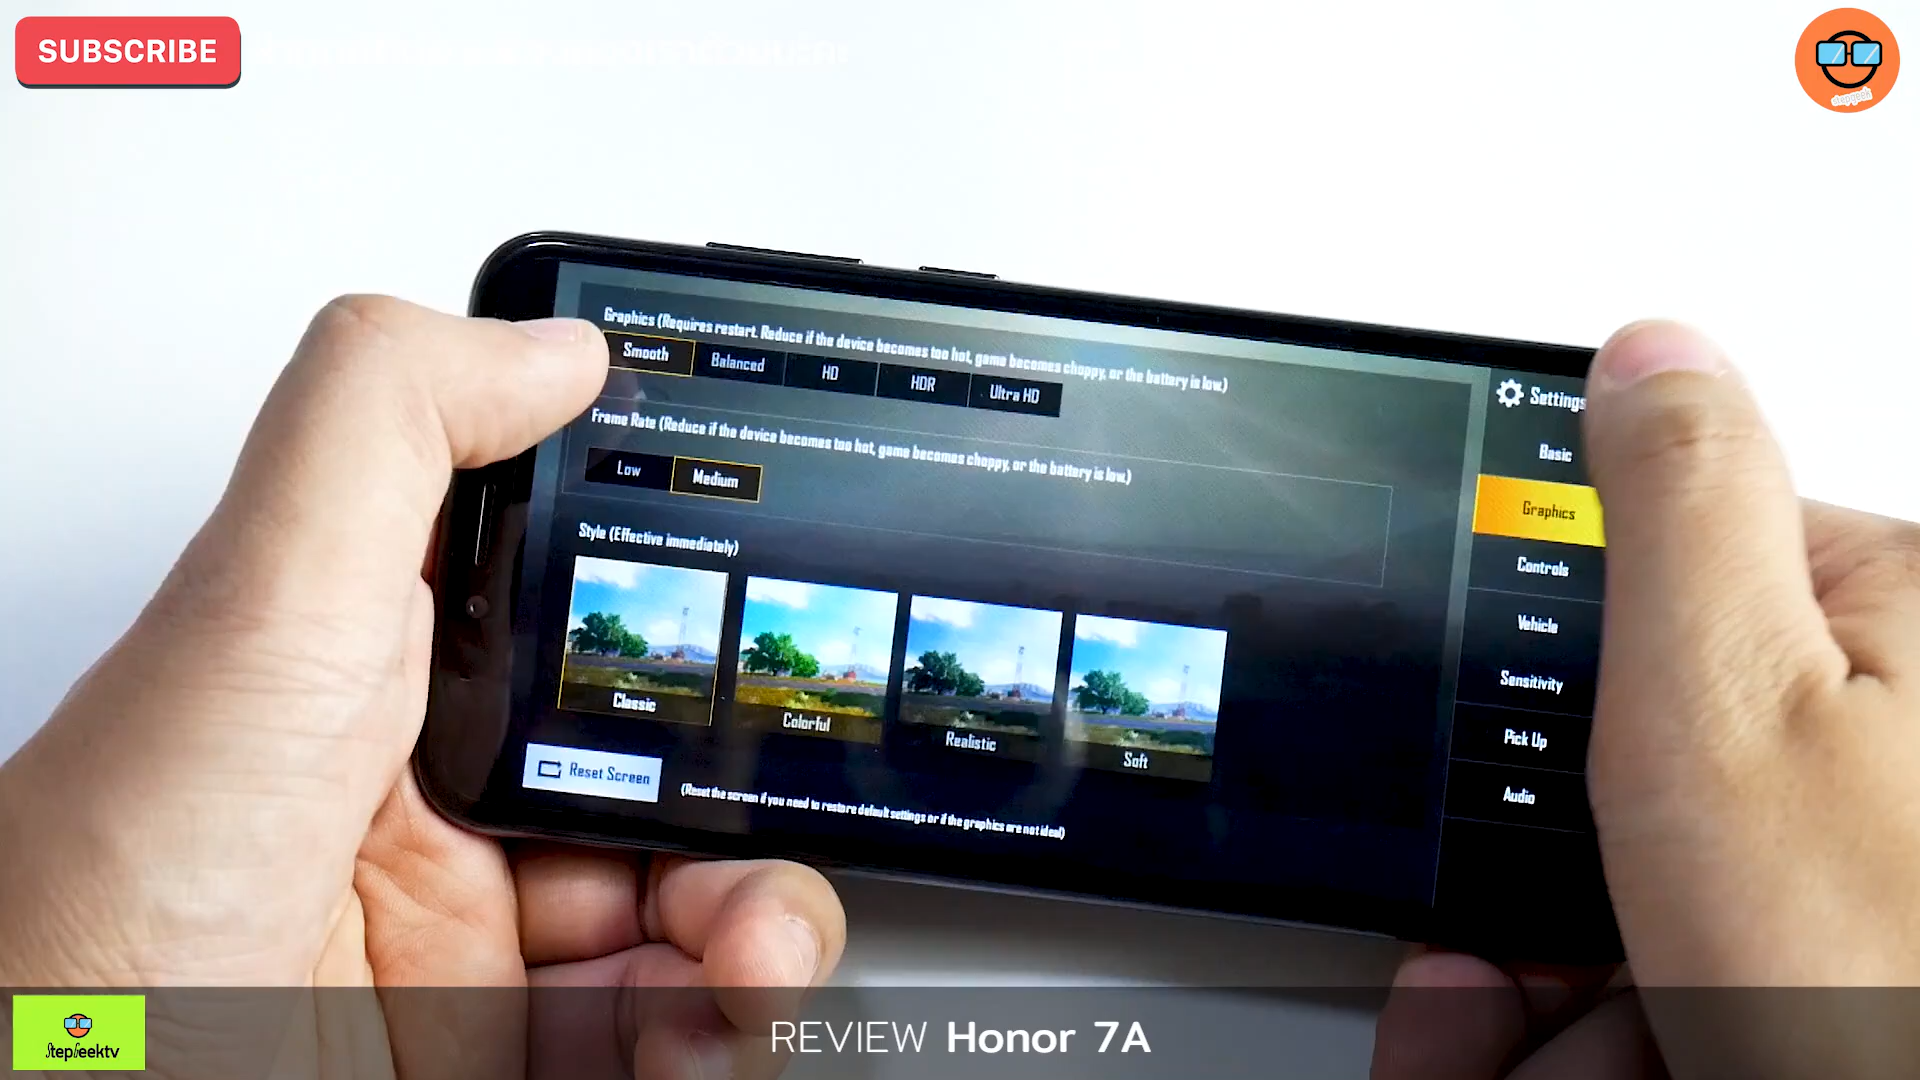 SUBSCRIBE
stepgeek
Graphics (Requires restart. Reduce if the device becomes too hot, game becomes choppy, or the battery is low.)
Smooth
Balanced
HD
HDR
Ultra HD
Frame Rate (Reduce if the device becomes too hot, game becomes choppy, or the battery is low.)
Low
Medium
Style (Effective immediately)
Classic
Colorful
Realistic
Soft
Reset Screen
(Reset the screen if you need to restore default settings or if the graphics are not ideal)
Settings
Basic
Graphics
Controls
Vehicle
Sensitivity
Pick Up
Audio
StepGeektv
REVIEW Honor 7A